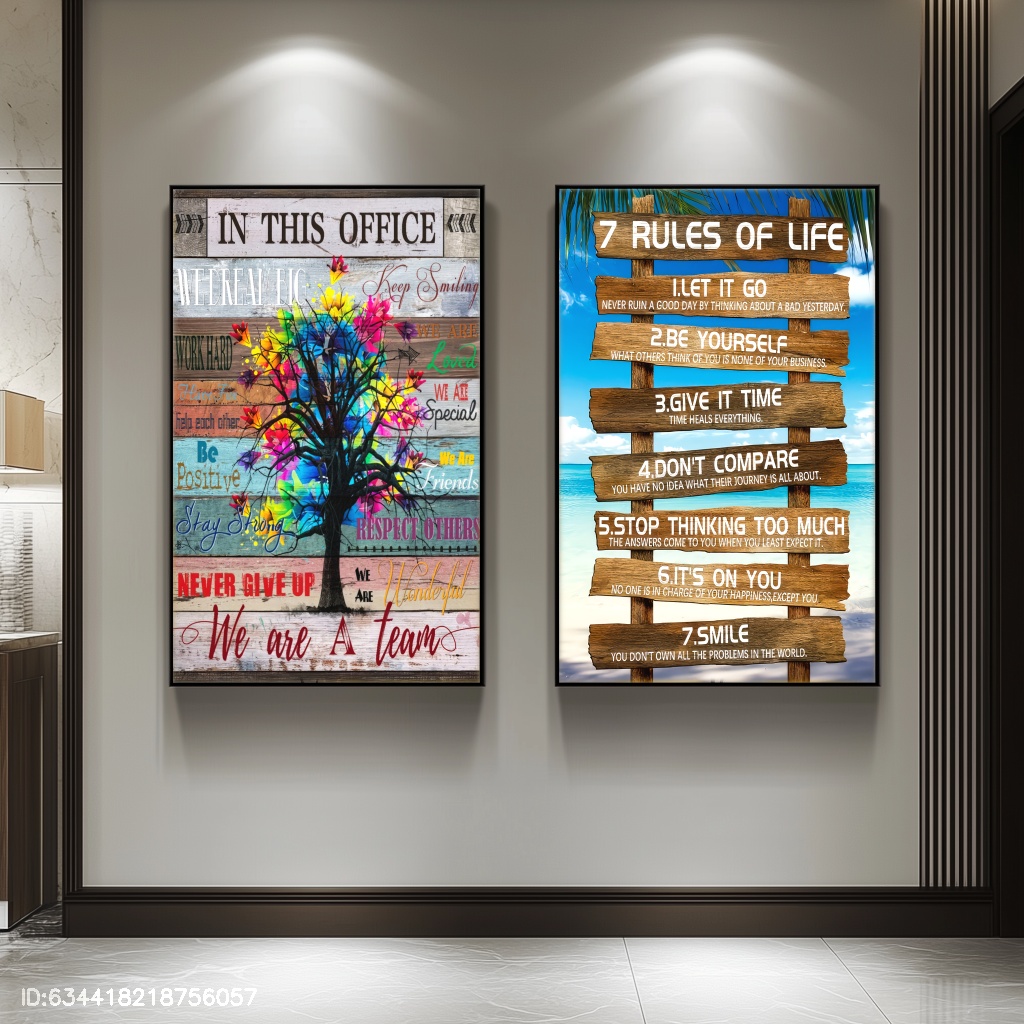 IN THIS OFFICE
WE DREAM BIG
Keep Smiling
WE ARE
WORK HARD
Loved
WE ARE
Special
help each other
We Are
Friends
Be
Positive
Stay Strong
RESPECT OTHERS
NEVER GIVE UP
WE
ARE
Wonderful
We are A team
7 RULES OF LIFE
1.LET IT GO
NEVER RUIN A GOOD DAY BY THINKING ABOUT A BAD YESTERDAY.
2.BE YOURSELF
WHAT OTHERS THINK OF YOU IS NONE OF YOUR BUSINESS.
3.GIVE IT TIME
TIME HEALS EVERYTHING.
4.DON'T COMPARE
YOU HAVE NO IDEA WHAT THEIR JOURNEY IS ALL ABOUT.
5.STOP THINKING TOO MUCH
THE ANSWERS COME TO YOU WHEN YOU LEAST EXPECT IT.
6.IT'S ON YOU
NO ONE IS IN CHARGE OF YOUR HAPPINESS,EXCEPT YOU.
7.SMILE
YOU DON'T OWN ALL THE PROBLEMS IN THE WORLD.
ID:634418218756057